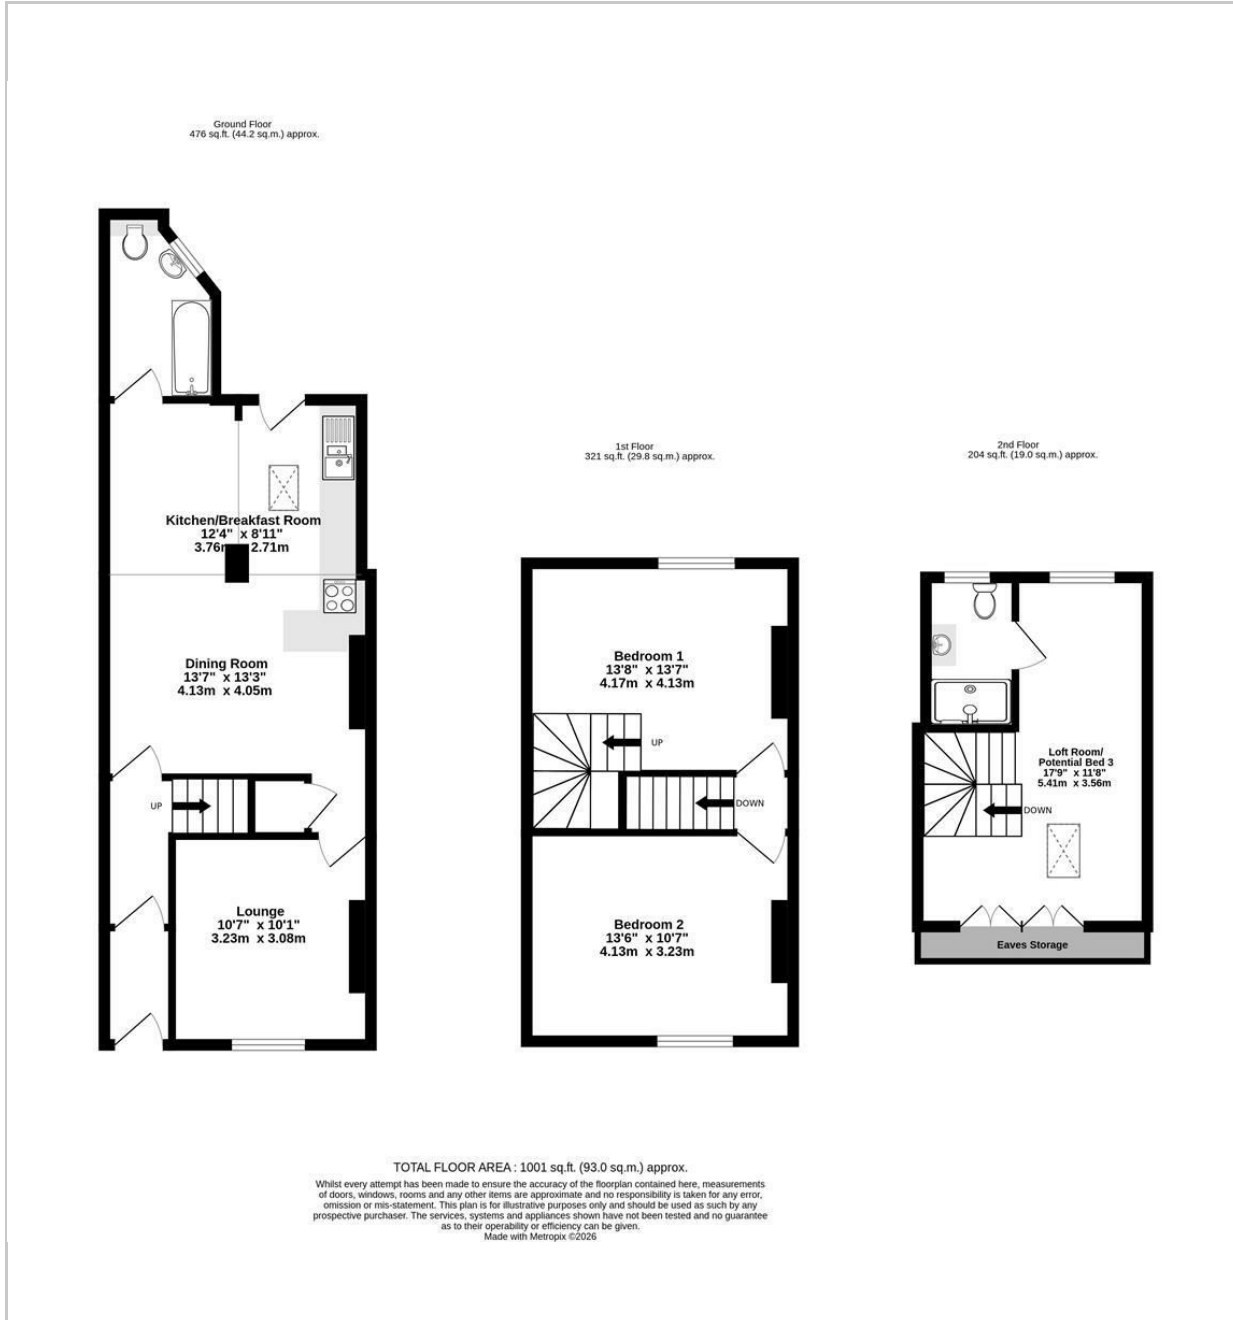 Ground Floor
476 sq.ft. (44.2 sq.m.) approx.
Kitchen/Breakfast Room
12'4" x 8'11"
3.76m 2.71m
Dining Room
13'7" x 13'3"
4.13m x 4.05m
UP
Lounge
10'7" x 10'1"
3.23m x 3.08m
1st Floor
321 sq.ft. (29.8 sq.m.) approx.
Bedroom 1
13'8" x 13'7"
4.17m x 4.13m
UP
DOWN
Bedroom 2
13'6" x 10'7"
4.13m x 3.23m
2nd Floor
204 sq.ft. (19.0 sq.m.) approx.
Loft Room/
Potential Bed 3
17'9" x 11'8"
5.41m x 3.56m
DOWN
Eaves Storage
TOTAL FLOOR AREA : 1001 sq.ft. (93.0 sq.m.) approx.
Whilst every attempt has been made to ensure the accuracy of the floorplan contained here, measurements
of doors, windows, rooms and any other items are approximate and no responsibility is taken for any error,
omission or mis-statement. This plan is for illustrative purposes only and should be used as such by any
prospective purchaser. The services, systems and appliances shown have not been tested and no guarantee
as to their operability or efficiency can be given.
Made with Metropix ©2026